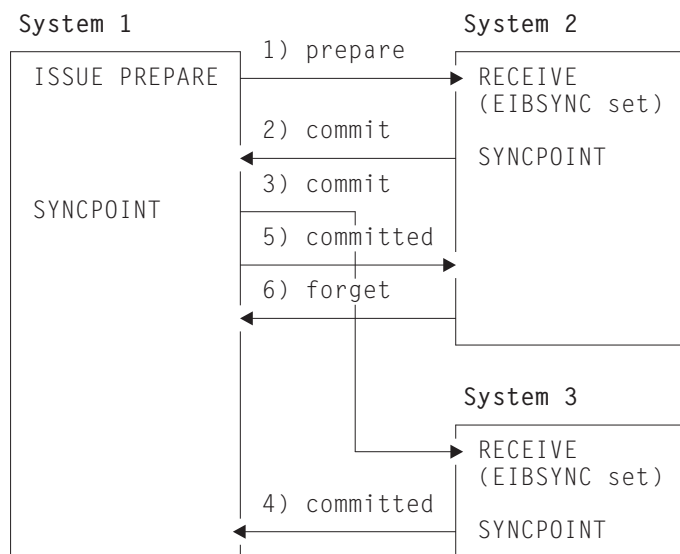 System 1
System 2
1) prepare
ISSUE PREPARE
RECEIVE
(EIBSYNC set)
2) commit
SYNCPOINT
3) commit
SYNCPOINT
5) committed
6) forget
System 3
RECEIVE
(EIBSYNC set)
4) committed
SYNCPOINT